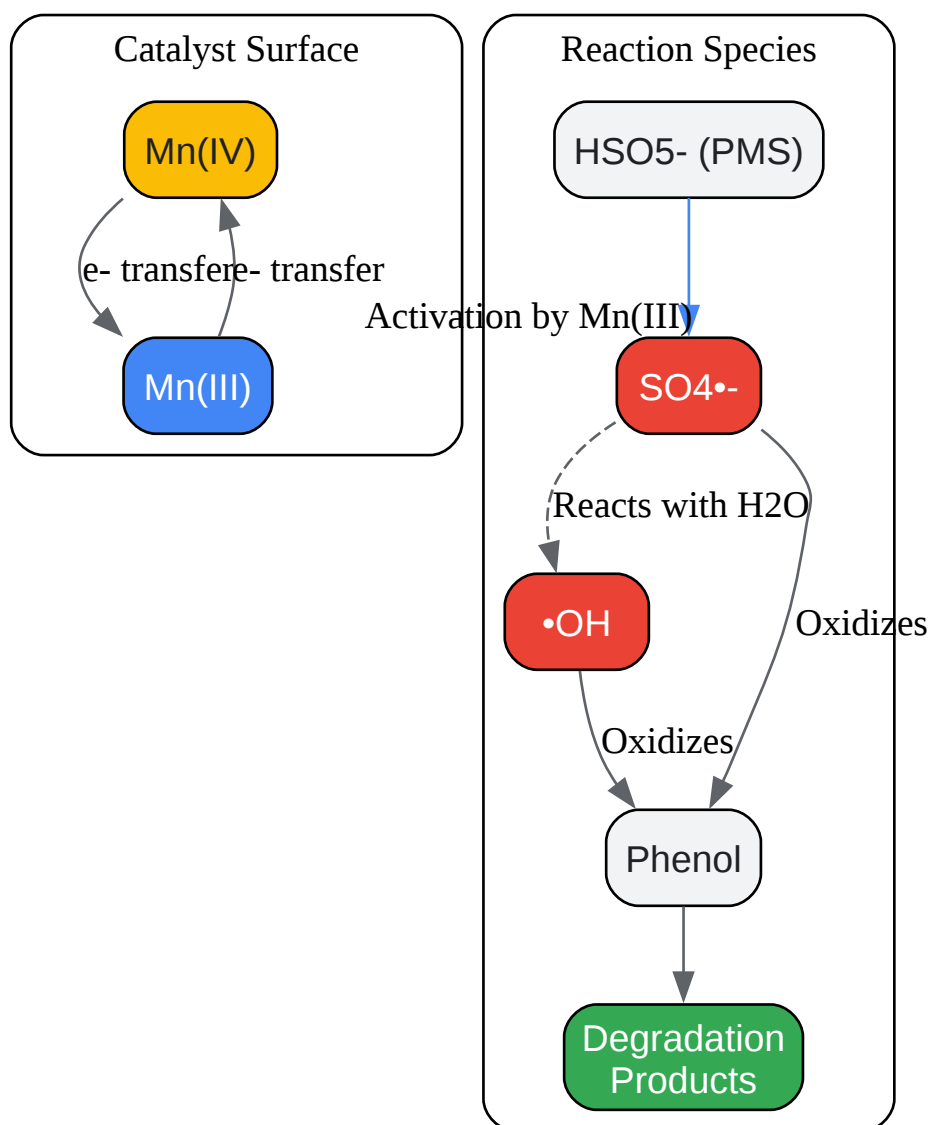 Catalyst Surface
Reaction Species
Mn(IV)
HSO5- (PMS)
e- transfer
e- transfer
Activation by Mn(III)
Mn(III)
SO4•-
Reacts with H2O
•OH
Oxidizes
Oxidizes
Phenol
Degradation
Products